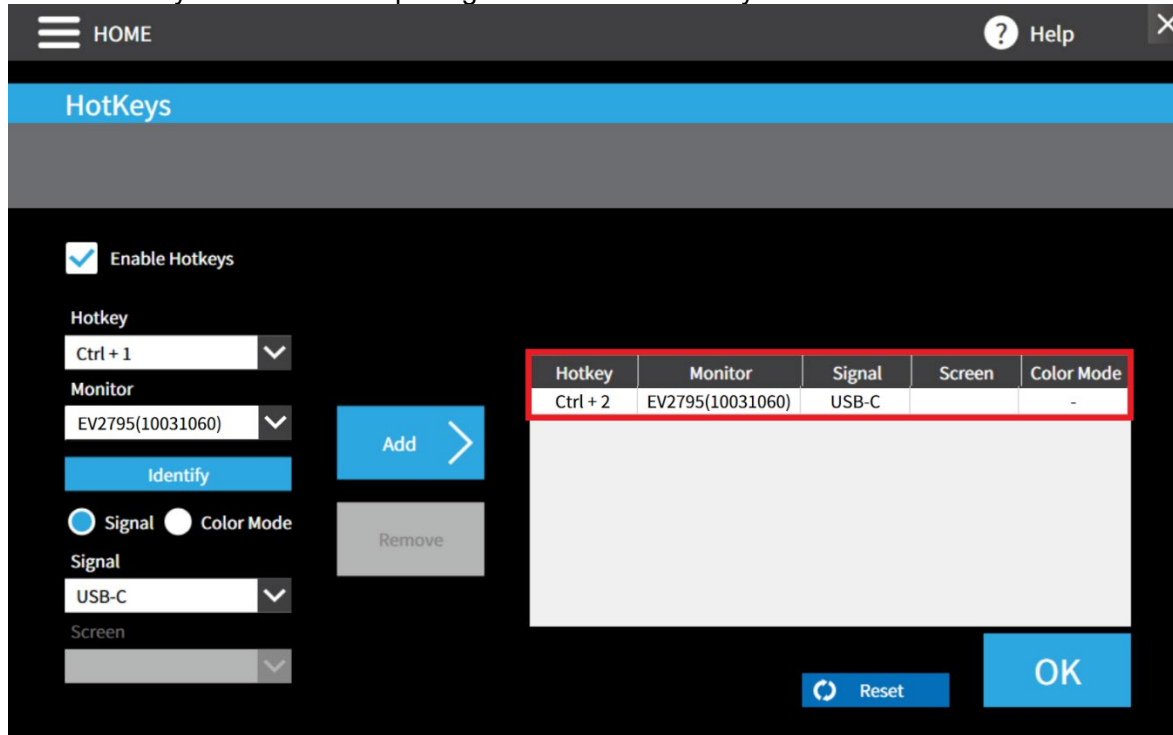 HOME
? Help
HotKeys
Enable Hotkeys
Hotkey
Ctrl + 1
Monitor
EV2795(10031060)
Identify
Signal Color Mode
Signal
USB-C
Screen
Add
Remove
Hotkey Monitor Signal Screen Color Mode
Ctrl + 2 EV2795(10031060) USB-C -
Reset
OK